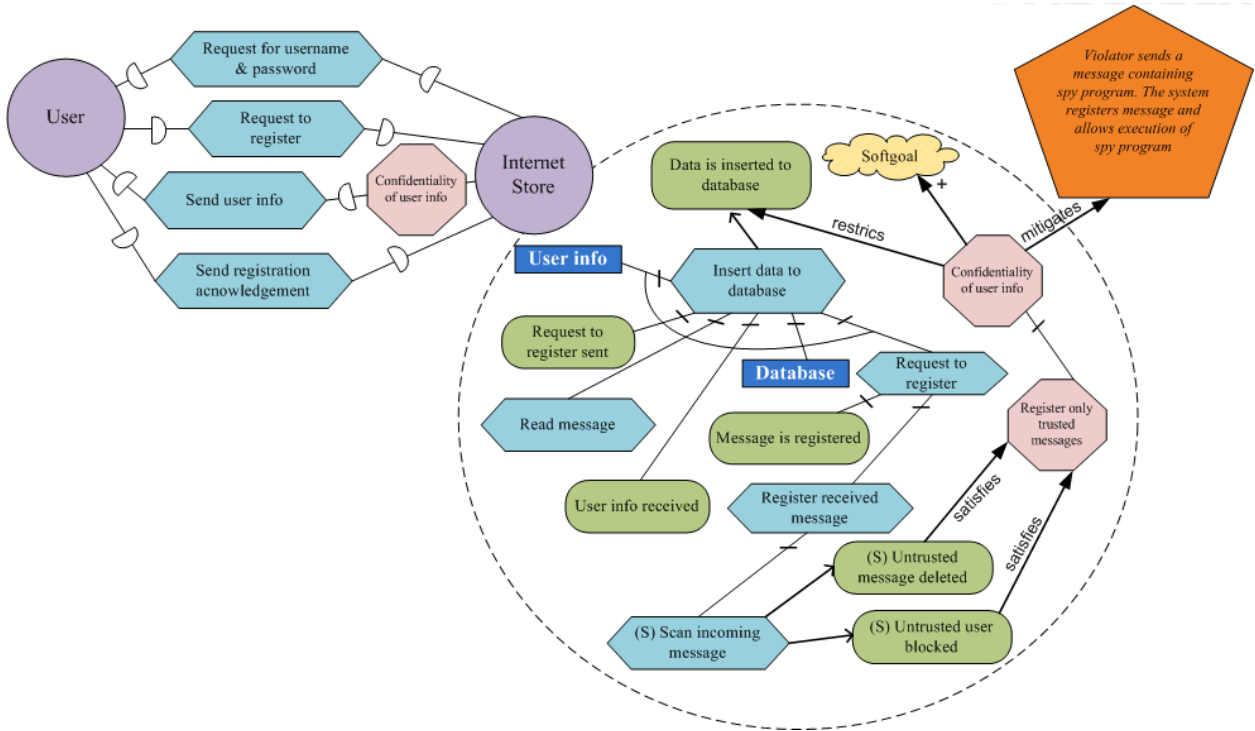 Request for username
& password
User
Request to
register
Internet
Store
Confidentiality
of user info
Send user info
Send registration
acnowledgement
Violator sends a
message containing
spy program. The system
registers message and
allows execution of
spy program
Softgoal
Data is inserted to
database
+
restrics
mitigates
User info
Insert data to
database
Confidentiality
of user info
Request to
register sent
Database
Request to
register
Read message
Message is registered
Register only
trusted
messages
User info received
Register received
message
satisfies
satisfies
(S) Untrusted
message deleted
(S) Scan incoming
message
(S) Untrusted user
blocked